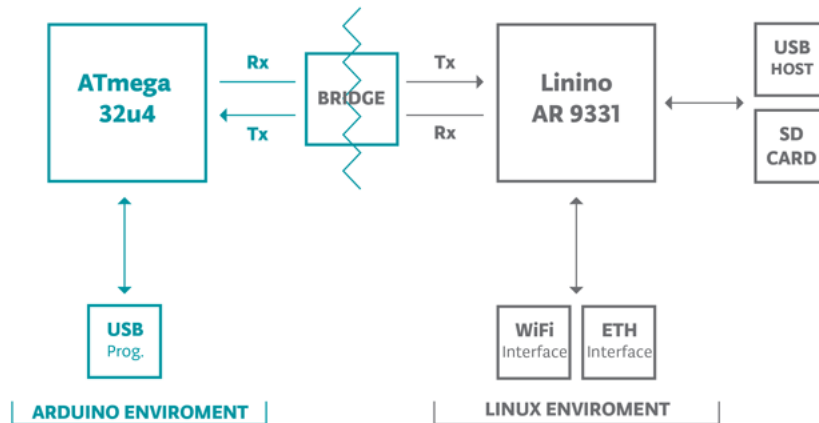 ATmega
32u4
Rx
Tx
BRIDGE
Tx
Rx
Linino
AR 9331
USB
HOST
SD
CARD
USB
Prog.
WiFi
Interface
ETH
Interface
ARDUINO ENVIROMENT
LINUX ENVIROMENT